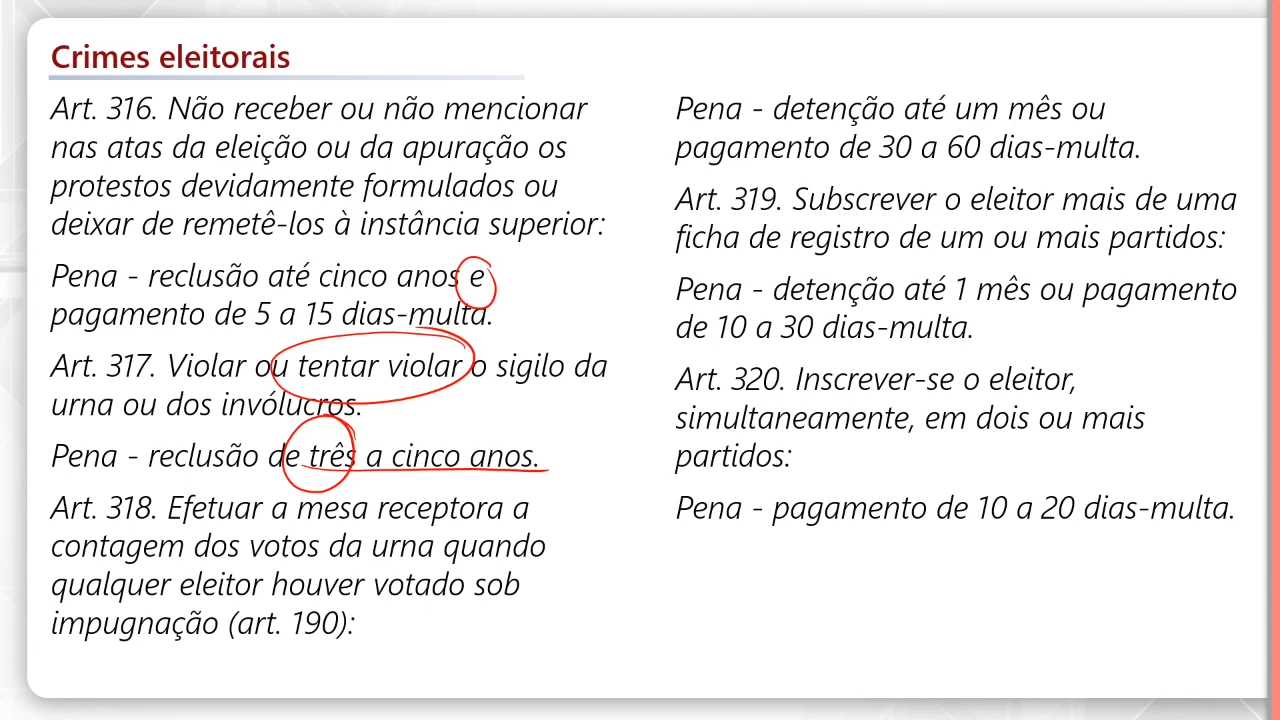 Crimes eleitorais
Art. 316. Não receber ou não mencionar
nas atas da eleição ou da apuração os
protestos devidamente formulados ou
deixar de remetê-los à instância superior:
Pena - reclusão até cinco anos e
pagamento de 5 a 15 dias-multa.
Art. 317. Violar ou tentar violar o sigilo da
urna ou dos invólucros.
Pena - reclusão de três a cinco anos.
Art. 318. Efetuar a mesa receptora a
contagem dos votos da urna quando
qualquer eleitor houver votado sob
impugnação (art. 190):
Pena - detenção até um mês ou
pagamento de 30 a 60 dias-multa.
Art. 319. Subscrever o eleitor mais de uma
ficha de registro de um ou mais partidos:
Pena - detenção até 1 mês ou pagamento
de 10 a 30 dias-multa.
Art. 320. Inscrever-se o eleitor,
simultaneamente, em dois ou mais
partidos:
Pena - pagamento de 10 a 20 dias-multa.